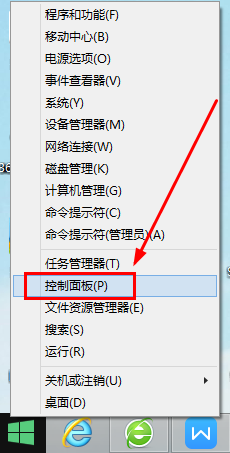 程序和功能(F)
移动中心(B)
电源选项(O)
事件查看器(V)
系统(Y)
设备管理器(M)
网络连接(W)
磁盘管理(K)
计算机管理(G)
命令提示符(C)
命令提示符(管理员)(A)
任务管理器(T)
控制面板(P)
文件资源管理器(E)
搜索(S)
运行(R)
关机或注销(U)
桌面(D)